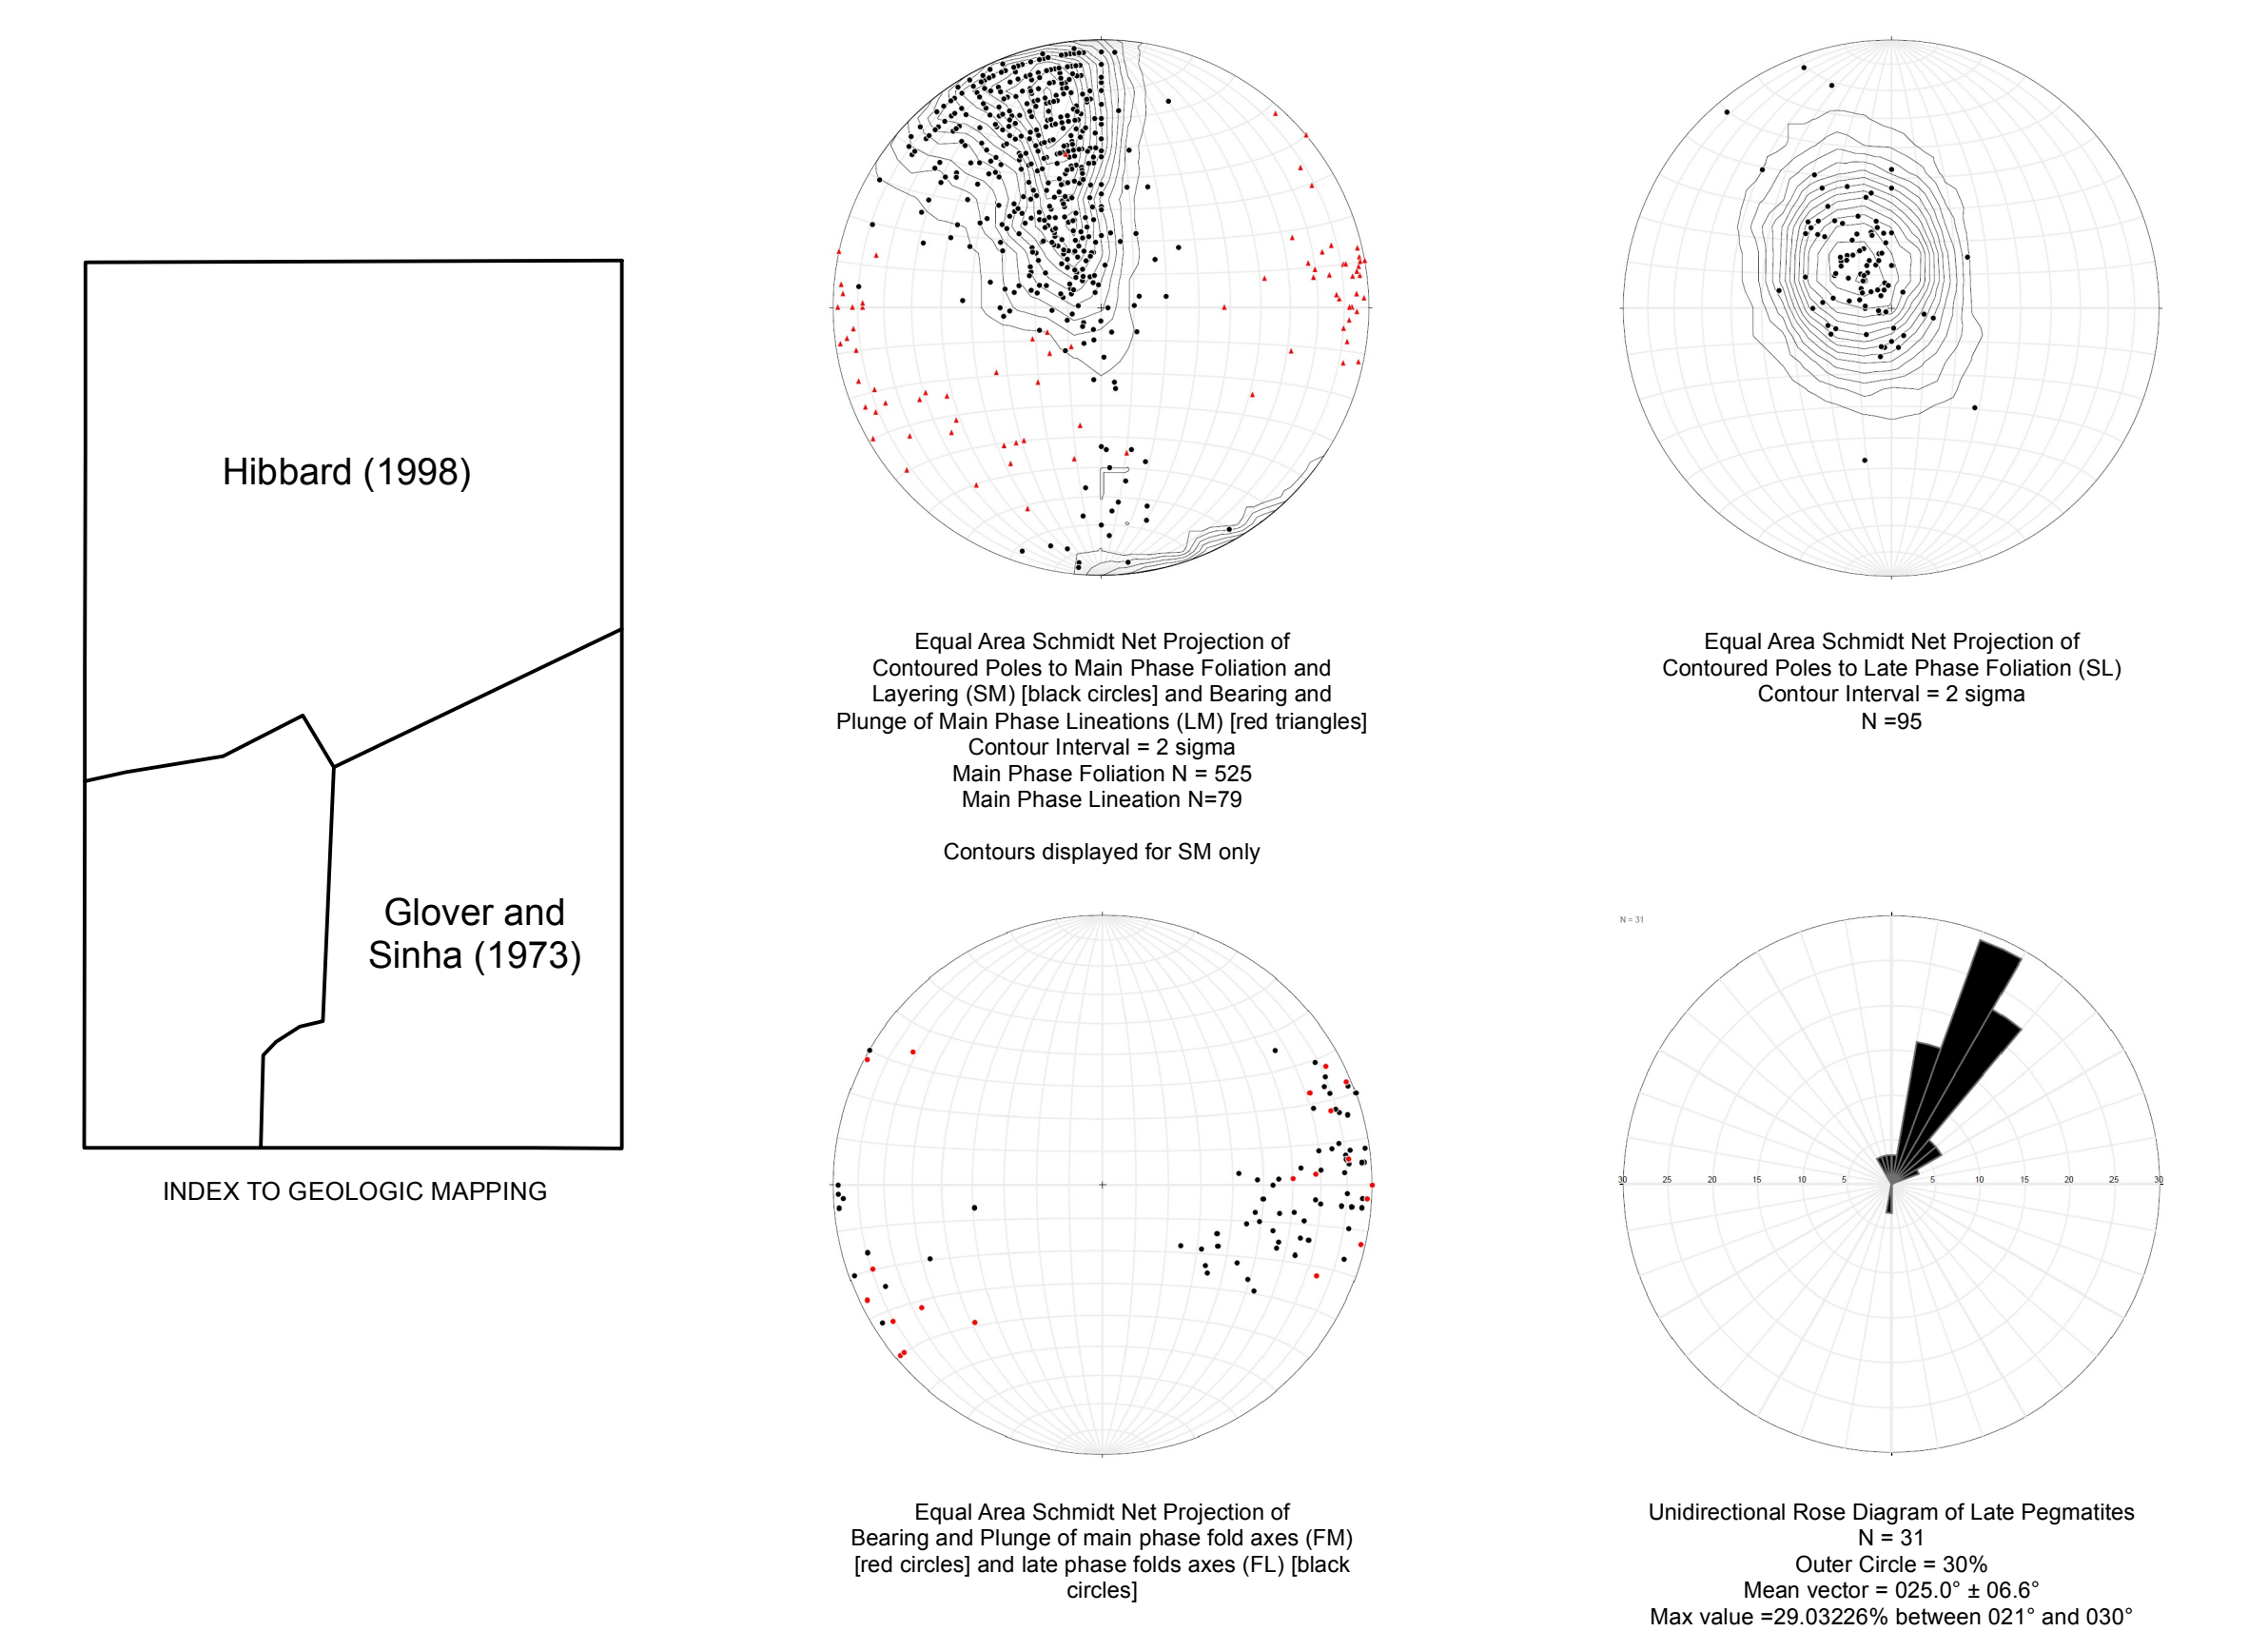 Hibbard (1998)
Glover and
Sinha (1973)
INDEX TO GEOLOGIC MAPPING
Equal Area Schmidt Net Projection of
Contoured Poles to Main Phase Foliation and
Layering (SM) [black circles] and Bearing and
Plunge of Main Phase Lineations (LM) [red triangles]
Contour Interval = 2 sigma
Main Phase Foliation N = 525
Main Phase Lineation N=79
Contours displayed for SM only
Equal Area Schmidt Net Projection of
Contoured Poles to Late Phase Foliation (SL)
Contour Interval = 2 sigma
N =95
Equal Area Schmidt Net Projection of
Bearing and Plunge of main phase fold axes (FM)
[red circles] and late phase folds axes (FL) [black
circles]
N = 31
30 25 20 15 10 5 5 10 15 20 25 30
Unidirectional Rose Diagram of Late Pegmatites
N = 31
Outer Circle = 30%
Mean vector = 025.0° ± 06.6°
Max value =29.03226% between 021° and 030°